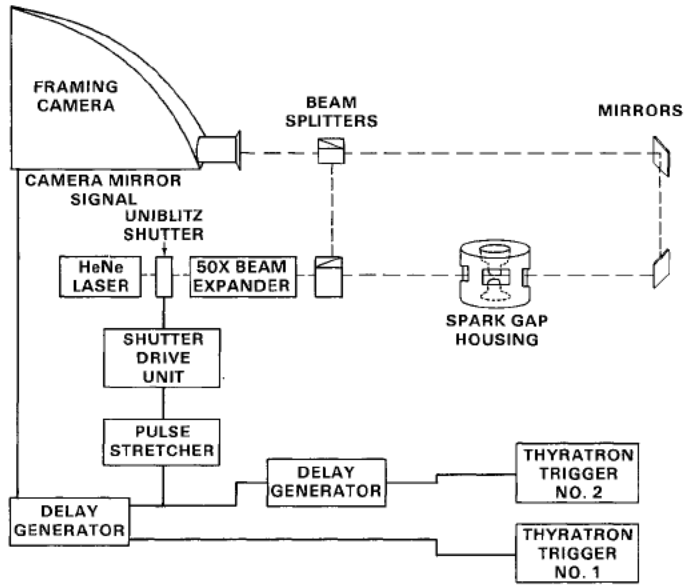 FRAMING
CAMERA
BEAM
SPLITTERS
MIRRORS
CAMERA MIRROR
SIGNAL
UNIBLITZ
SHUTTER
HeNe
LASER
50X BEAM
EXPANDER
SPARK GAP
HOUSING
SHUTTER
DRIVE
UNIT
PULSE
STRETCHER
DELAY
GENERATOR
THYRATRON
TRIGGER
NO. 2
DELAY
GENERATOR
THYRATRON
TRIGGER
NO. 1